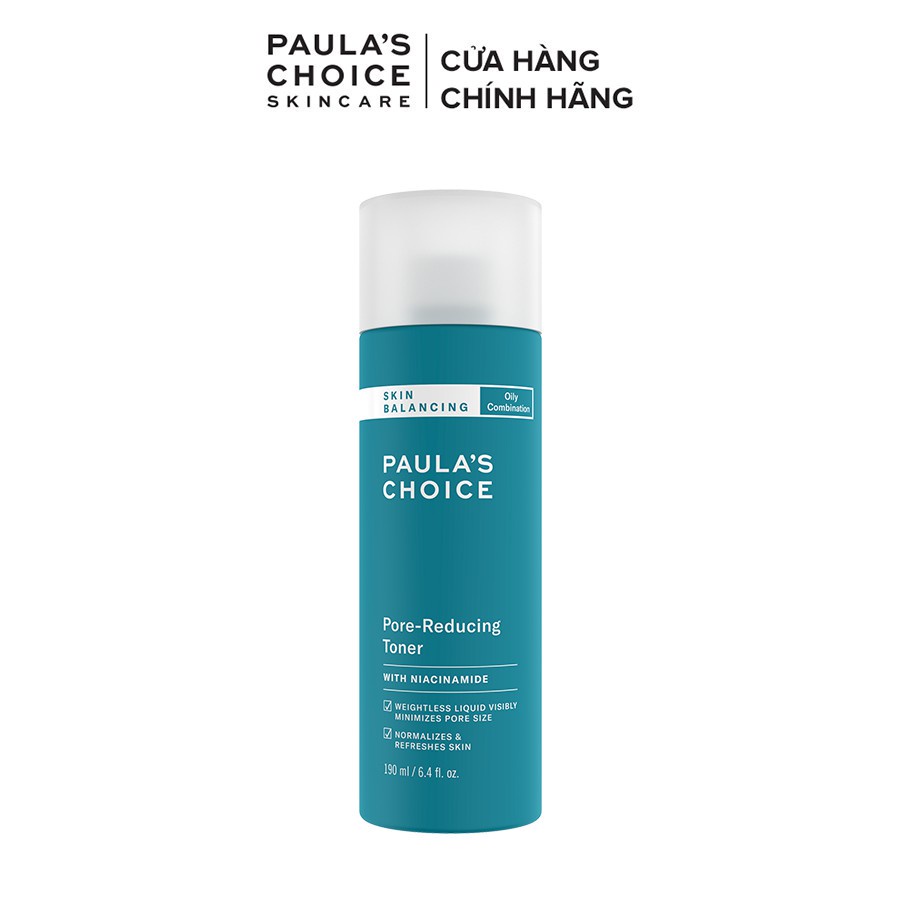 PAULA'S
CHOICE
SKINCARE
CỬA HÀNG
CHÍNH HÃNG
SKIN
BALANCING
Oily
Combination
PAULA'S
CHOICE
Pore-Reducing
Toner
WITH NIACINAMIDE
WEIGHTLESS LIQUID VISIBLY
MINIMIZES PORE SIZE
NORMALIZES &
REFRESHES SKIN
190 ml / 6.4 fl. oz.